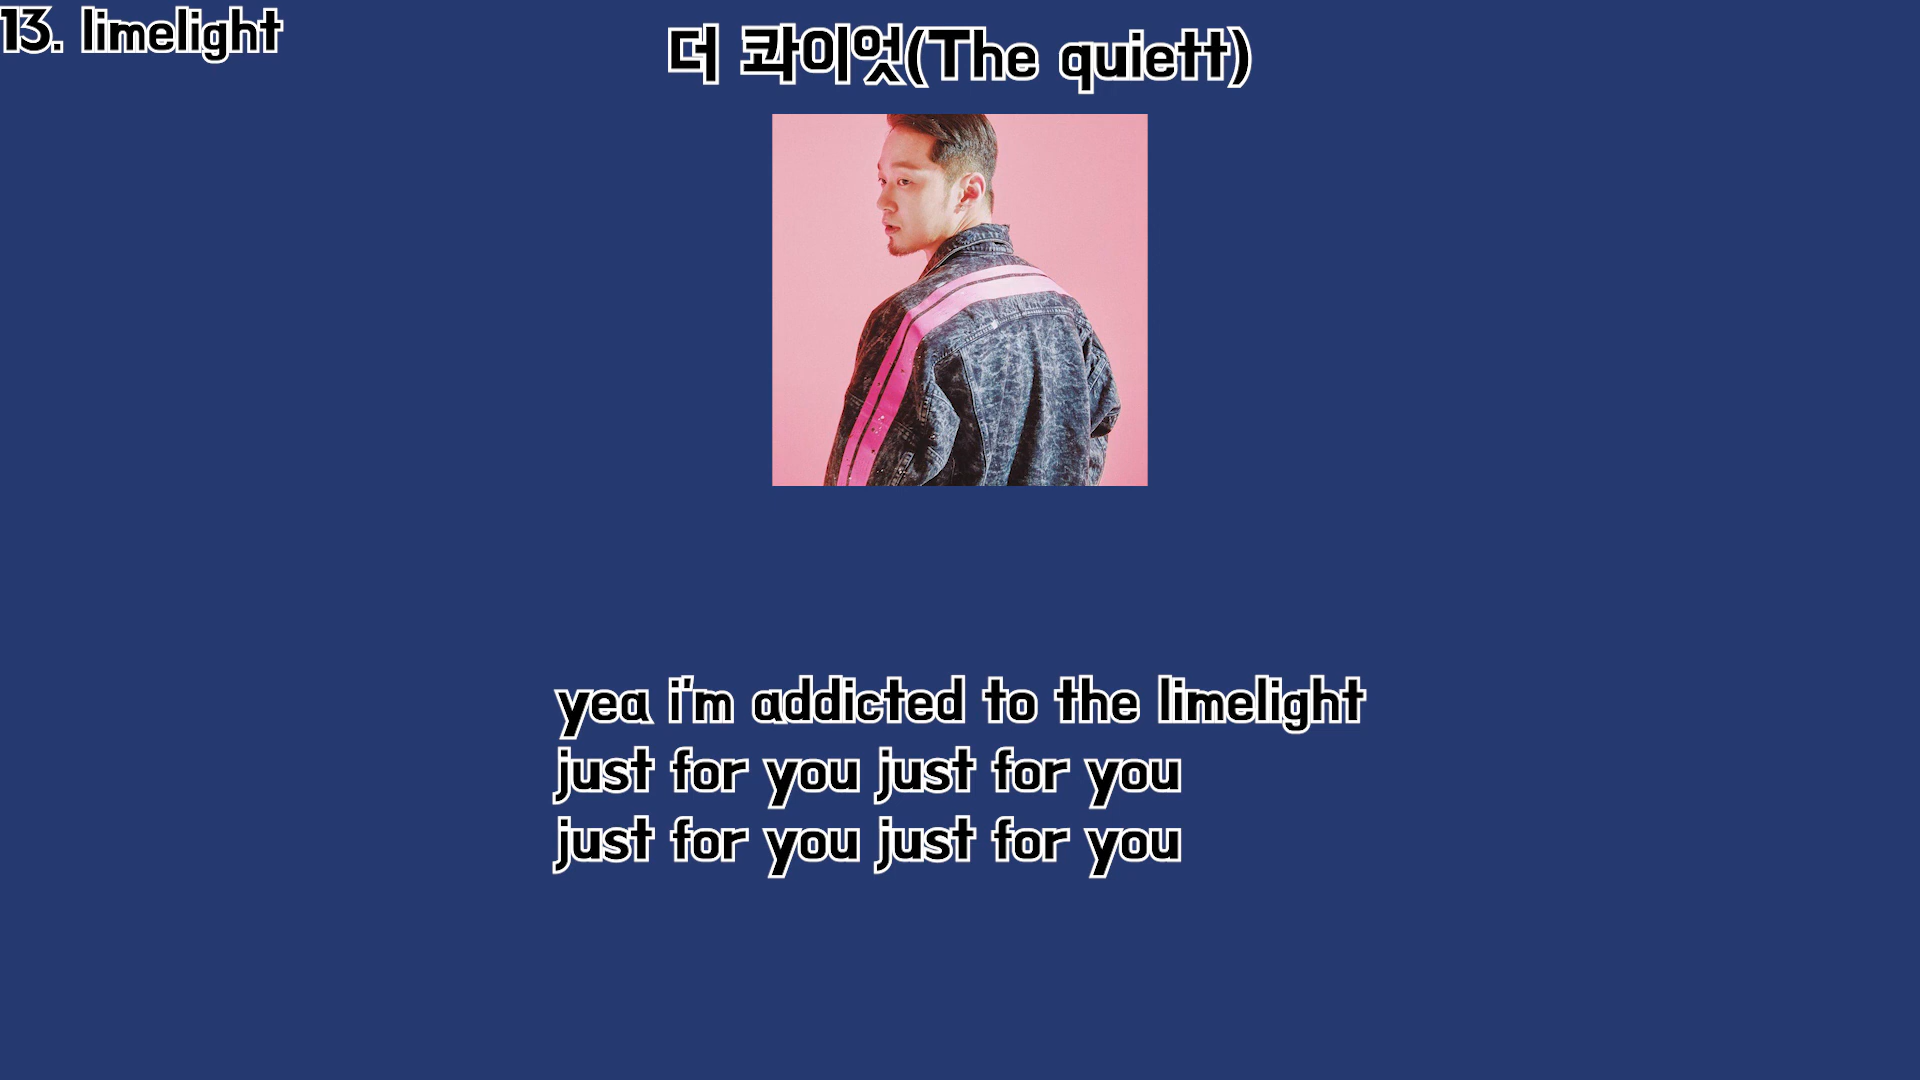 13. limelight
더 콰이엇(The quiett)
yea i'm addicted to the limelight
just for you just for you
just for you just for you